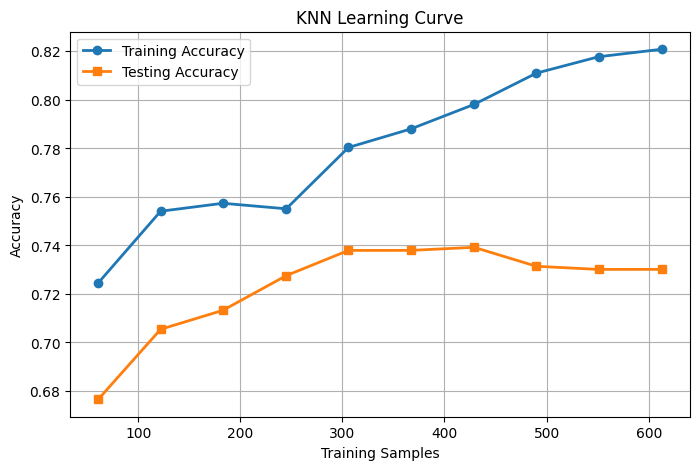 KNN Learning Curve
Training Accuracy
Testing Accuracy
0.82
0.80
0.78
0.76
0.74
0.72
0.70
0.68
Accuracy
100 200 300 400 500 600
Training Samples